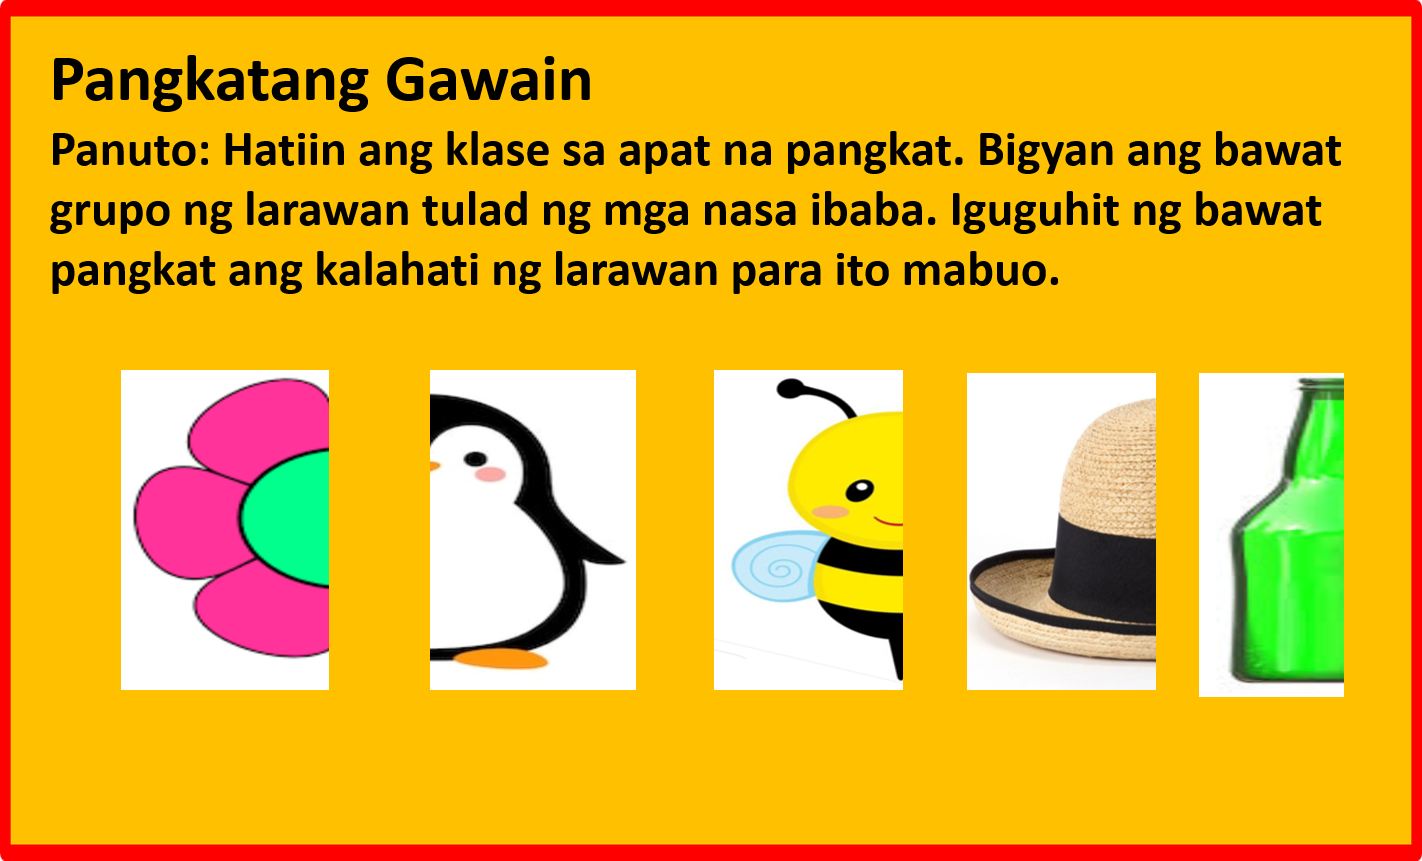 Pangkatang Gawain
Panuto: Hatiin ang klase sa apat na pangkat. Bigyan ang bawat
grupo ng larawan tulad ng mga nasa ibaba. Iguguhit ng bawat
pangkat ang kalahati ng larawan para ito mabuo.